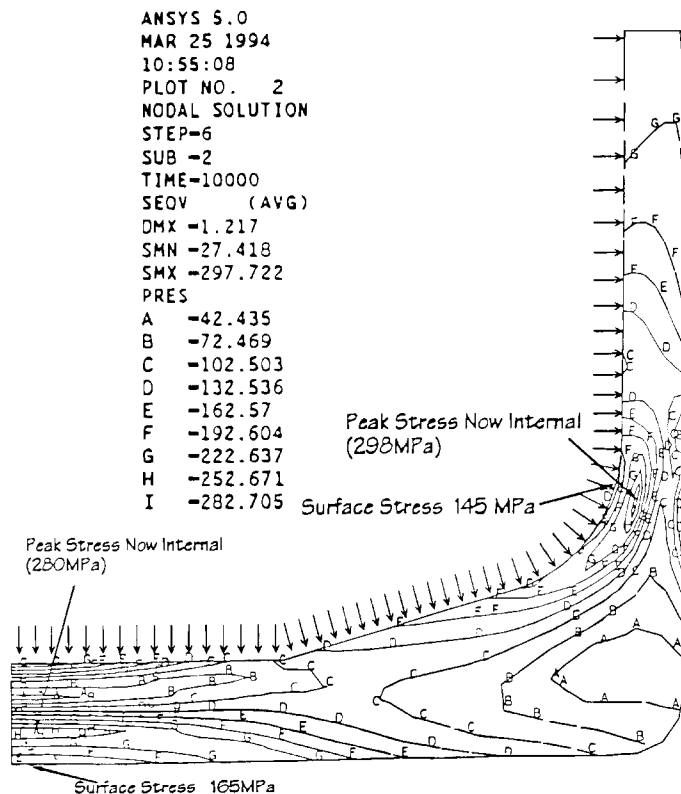 ANSYS 5.0
MAR 25 1994
10:55:08
PLOT NO. 2
NODAL SOLUTION
STEP=6
SUB =2
TIME=10000
SEQV (AVG)
DMX =1.217
SMN =27.418
SMX =297.722
PRES
A =42.435
B =72.469
C =102.503
D =132.536
E =162.57
F =192.604
G =222.637
H =252.671
I =282.705
Peak Stress Now Internal
(298MPa)
Surface Stress 145 MPa
Peak Stress Now Internal
(280MPa)
Surface Stress 165MPa